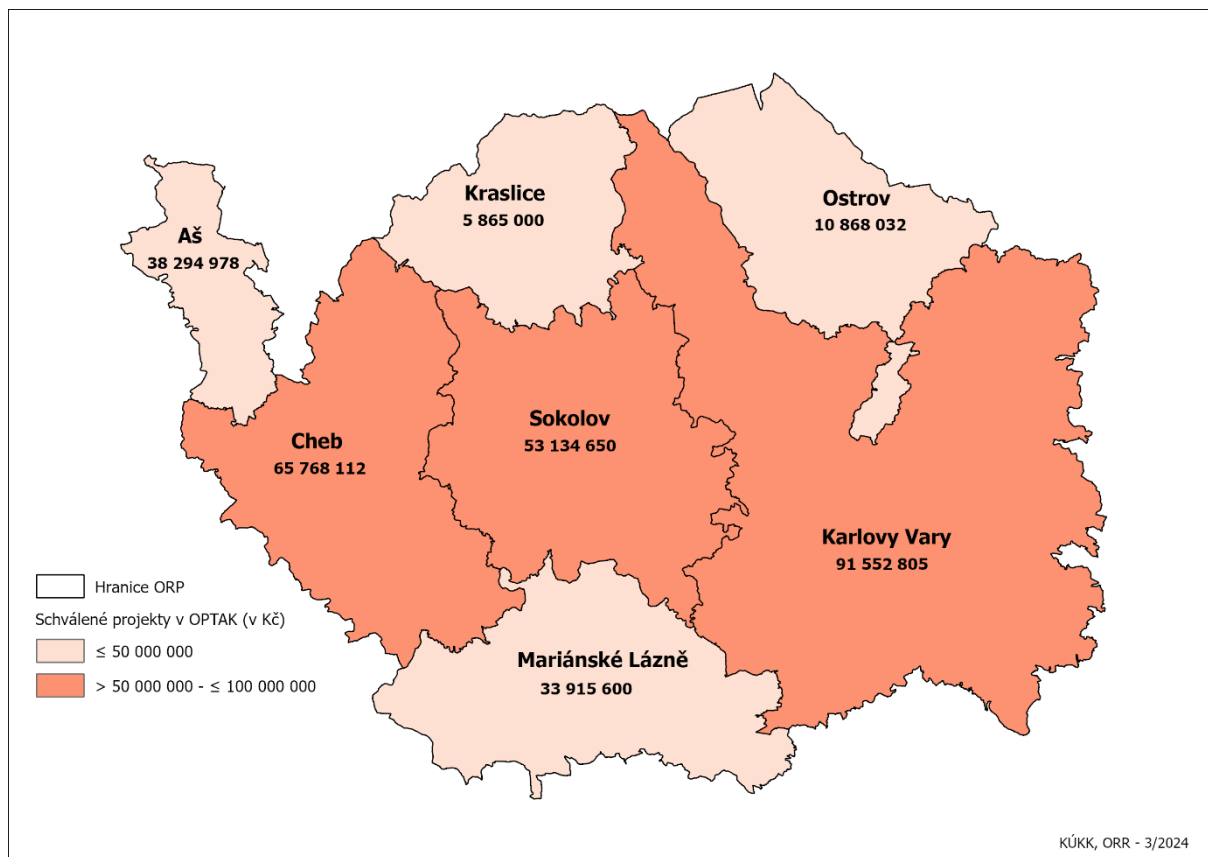 Kraslice
5 865 000
Ostrov
10 868 032
Aš
38 294 978
Sokolov
53 134 650
Cheb
65 768 112
Karlovy Vary
91 552 805
Mariánské Lázně
33 915 600
Hranice ORP
Schválené projekty v OPTAK (v Kč)
≤ 50 000 000
> 50 000 000 - ≤ 100 000 000
KÚKK, ORR - 3/2024